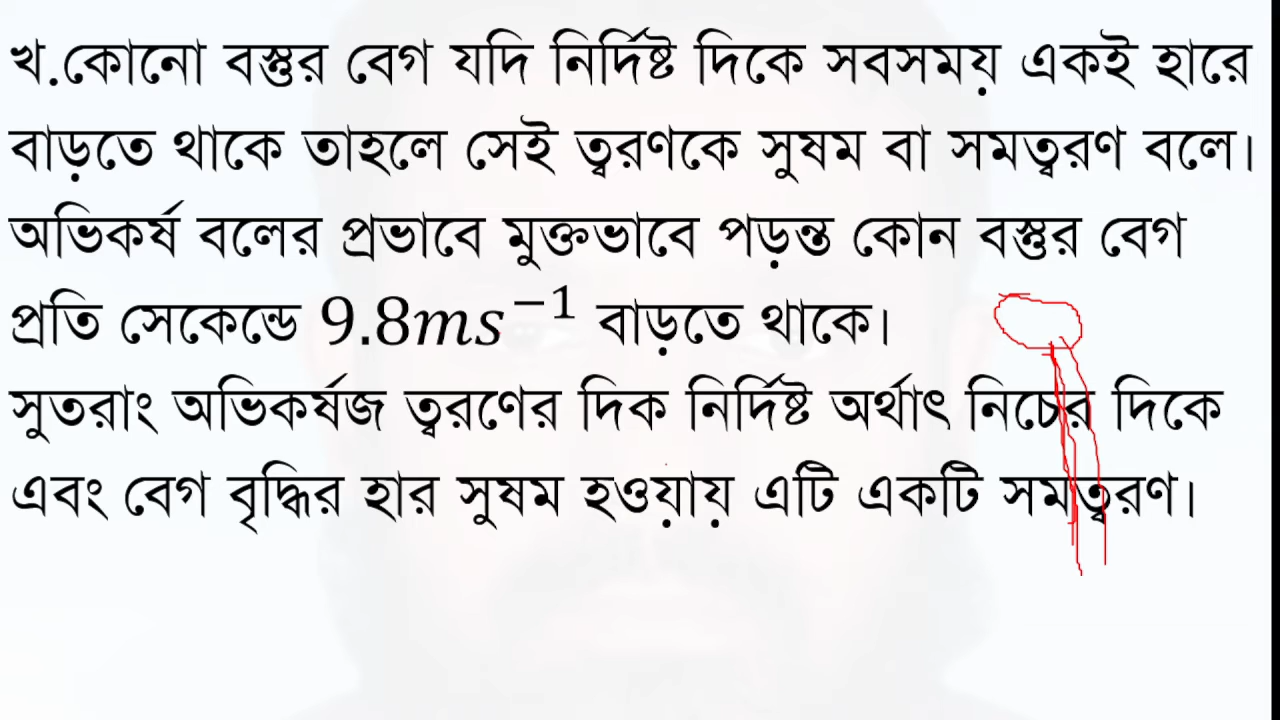 খ.কোনো বস্তুর বেগ যদি নির্দিষ্ট দিকে সবসময় একই হারে
বাড়তে থাকে তাহলে সেই ত্বরণকে সুষম বা সমত্বরণ বলে।
অভিকর্ষ বলের প্রভাবে মুক্তভাবে পড়ন্ত কোন বস্তুর বেগ
প্রতি সেকেন্ডে 9.8ms⁻¹ বাড়তে থাকে।
সুতরাং অভিকর্ষজ ত্বরণের দিক নির্দিষ্ট অর্থাৎ নিচের দিকে
এবং বেগ বৃদ্ধির হার সুষম হওয়ায় এটি একটি সমত্বরণ।